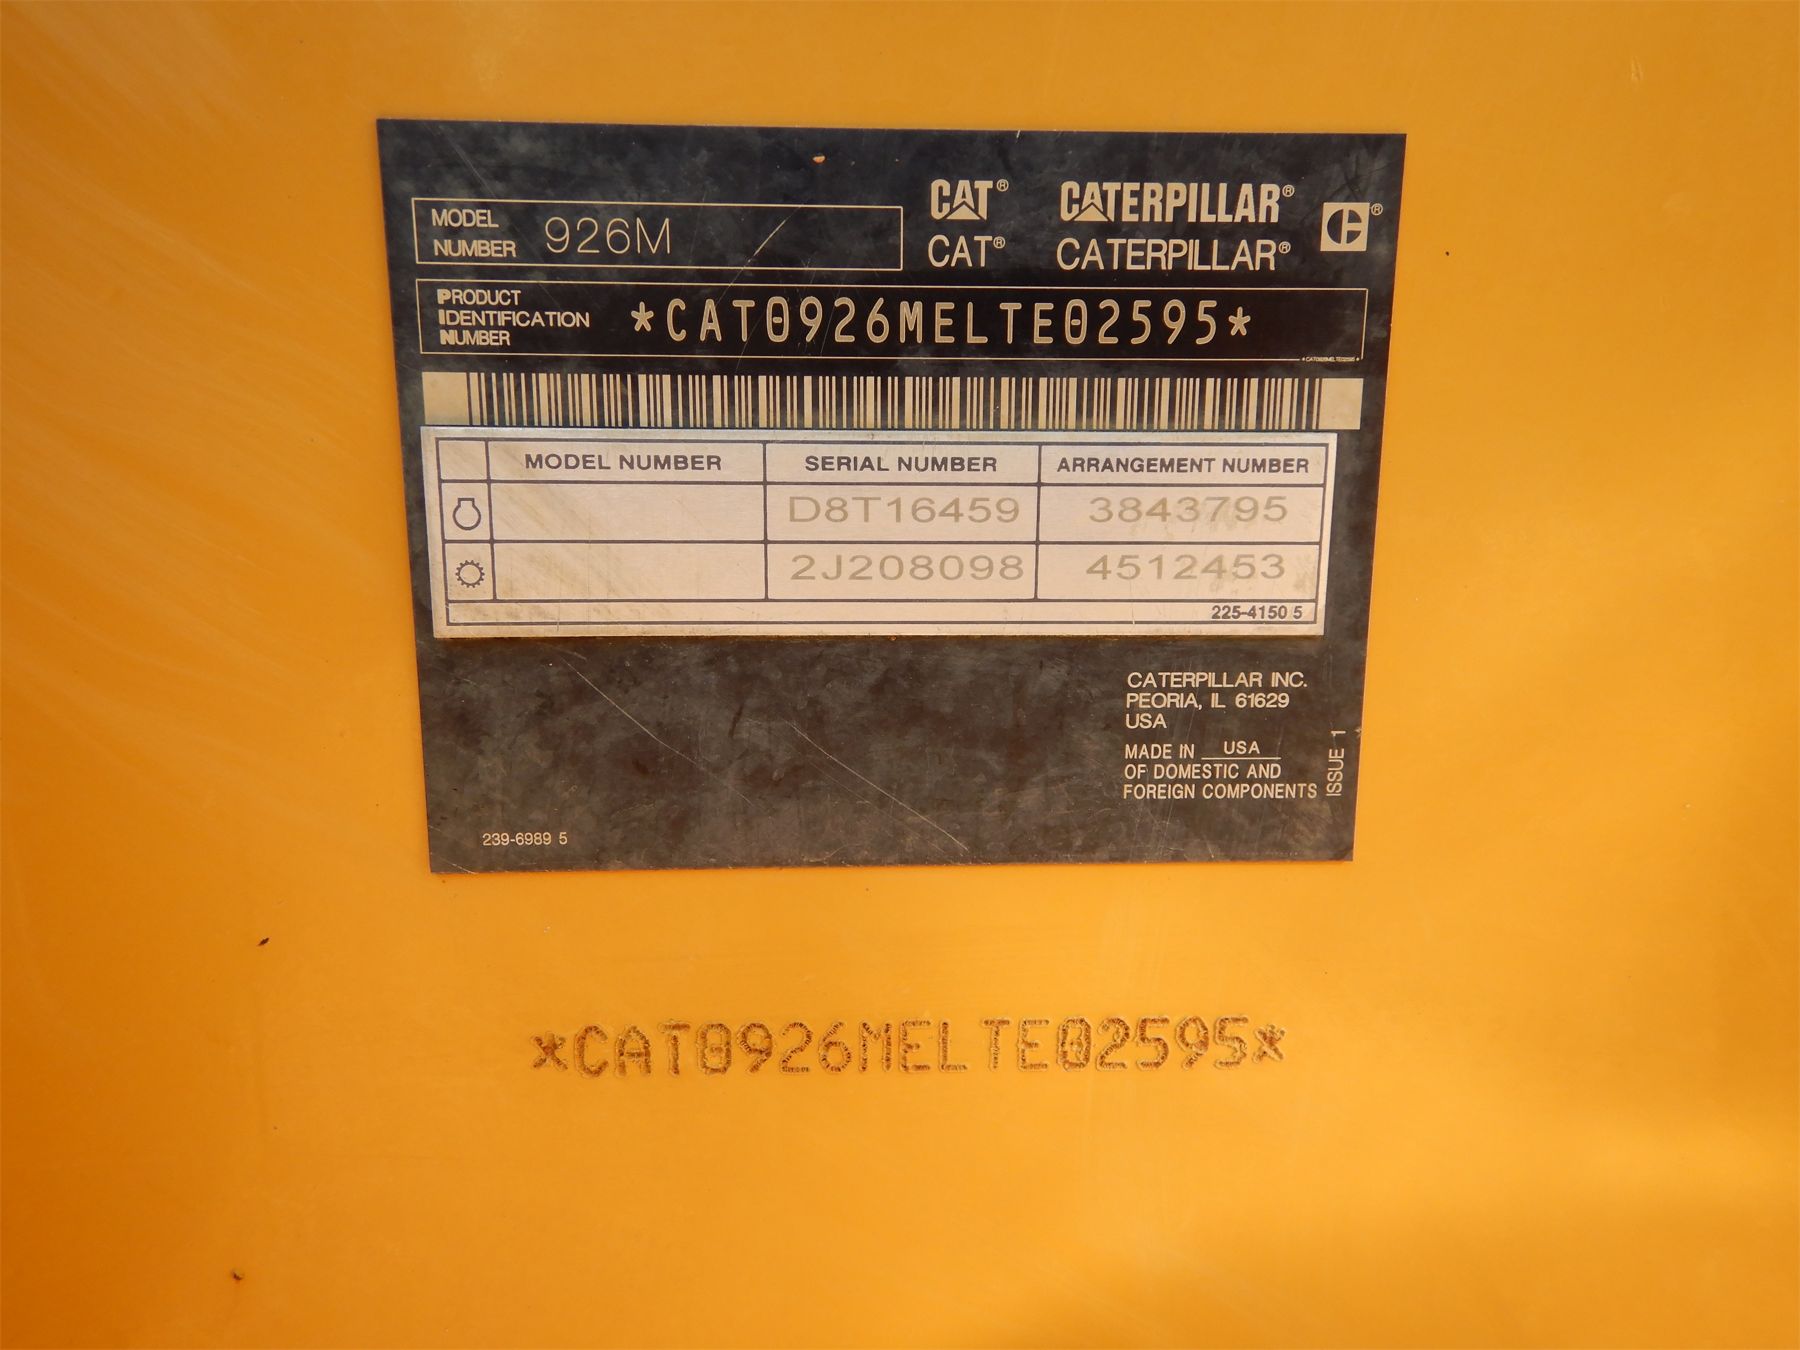 MODEL NUMBER 926M
CAT® CATERPILLAR® ®
CAT® CATERPILLAR®
PRODUCT
IDENTIFICATION
NUMBER
*CAT0926MELTE02595*
*CAT0926MELTE02595*
MODEL NUMBER SERIAL NUMBER ARRANGEMENT NUMBER
D8T16459 3843795
2J208098 4512453
225-4150 5
CATERPILLAR INC.
PEORIA, IL 61629
USA
MADE IN USA
OF DOMESTIC AND
FOREIGN COMPONENTS
ISSUE 1
239-6989 5
*CAT0926MELTE02595*